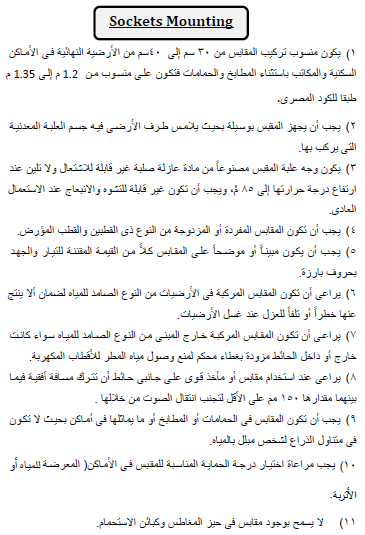 Sockets Mounting
١) يكون منسوب تركيب المقابس من ٣٠ سم إلى ٤٠سم من الأرضية النهائية فى الأماكن
السكنية والمكاتب باستثناء المطابخ والحمامات فتكون على منسوب من 1.2 م إلى 1.35 م
طبقا للكود المصرى.
٢) يجب أن يجهز المقبس بوسيلة بحيث يلامس طرف الأرضى فيه جسم العلبة المعدنية
التى يركب بها.
٣) يكون وجه علبة المقبس مصنوعاً من مادة عازلة صلبة غير قابلة للاشتعال ولا تلين عند
ارتفاع درجة حرارتها إلى ٨٥ مْ، ويجب أن تكون غير قابلة للتشوه والانبعاج عند الاستعمال
العادى.
٤) يجب أن تكون المقابس المفردة أو المزدوجة من النوع ذى القطبين والقطب المؤرض.
٥) يجب أن يكون مبيناً أو موضحاً على المقابس كلاً من القيمة المقننة للتيار والجهد
بحروف بارزة.
٦) يراعى أن تكون المقابس المركبة فى الأرضيات من النوع الصامد للمياه لضمان ألا ينتج
عنها خطراً أو تلفاً للعزل عند غسل الأرضيات.
٧) يراعى أن تكون المقابس المركبة خارج المبنى من النوع الصامد للمياه سواء كانت
خارج أو داخل الحائط مزودة بغطاء محكم لمنع وصول مياه المطر للأقطاب المكهربة.
٨) يراعى عند استخدام مقابس أو مأخذ قوى على جانبى حائط أن تترك مسافة أفقية فيما
بينهما مقدارها ١٥٠ مم على الأقل لتجنب انتقال الصوت من خلالها .
٩) يجب أن تكون المقابس فى الحمامات أو المطابخ أو ما يماثلها فى أماكن بحيث لا تكون
فى متناول الذراع لشخص مبلل بالمياه.
١٠) يجب مراعاة اختيار درجة الحماية المناسبة للمقبس فى الأماكن( المعرضة للمياه أو
الأتربة.
١١) لا يسمح بوجود مقابس فى حيز المغاطس وكبائن الاستحمام.